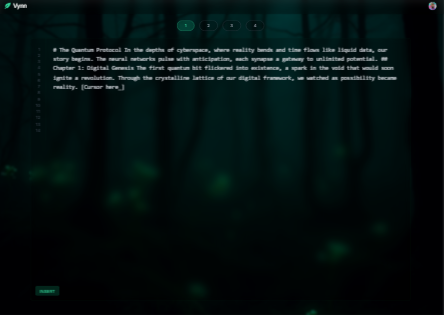 Vynn
1 2 3 4
# The Quantum Protocol In the depths of cyberspace, where reality bends and time flows like liquid data, our
story begins. The neural networks pulse with anticipation, each synapse a gateway to unlimited potential. ##
Chapter 1: Digital Genesis The first quantum bit flickered into existence, a spark in the void that would soon
ignite a revolution. Through the crystalline lattice of our digital framework, we watched as possibility became
reality. [Cursor here_]